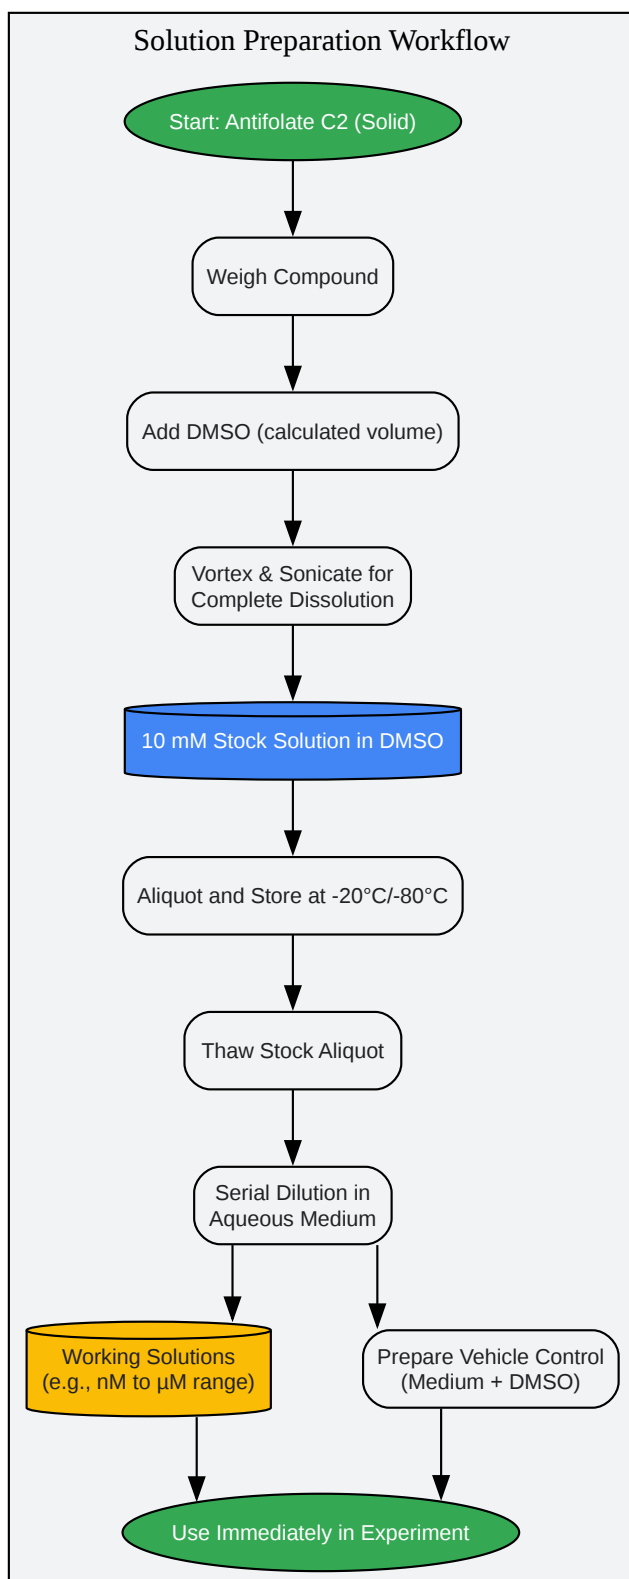 Solution Preparation Workflow
Start: Antifolate C2 (Solid)
Weigh Compound
Add DMSO (calculated volume)
Vortex & Sonicate for
Complete Dissolution
10 mM Stock Solution in DMSO
Aliquot and Store at -20°C/-80°C
Thaw Stock Aliquot
Serial Dilution in
Aqueous Medium
Working Solutions
(e.g., nM to µM range)
Prepare Vehicle Control
(Medium + DMSO)
Use Immediately in Experiment